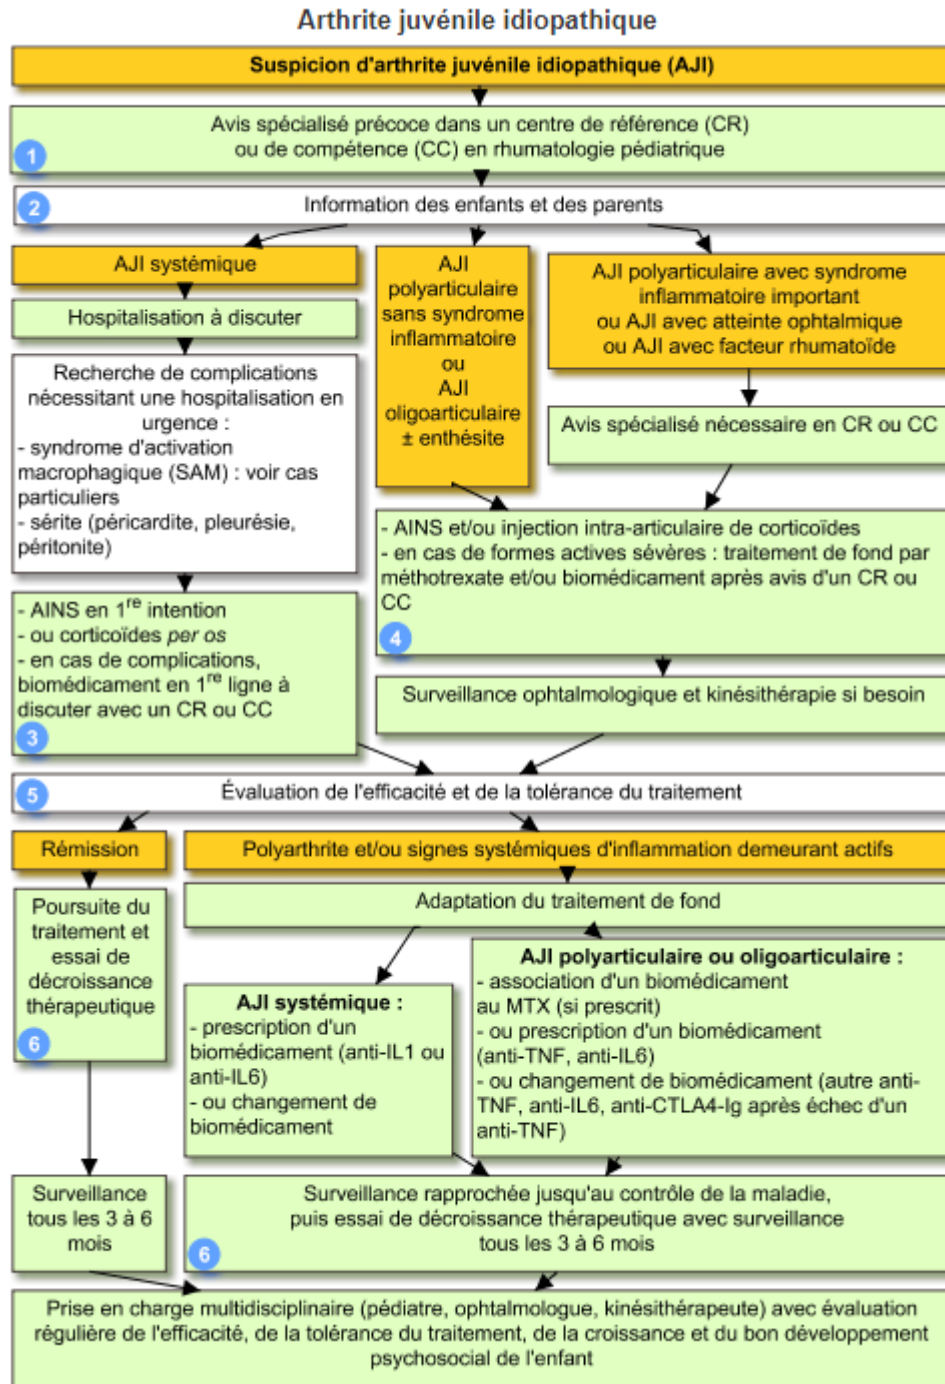 Arthrite juvénile idiopathique
Suspicion d'arthrite juvénile idiopathique (AJI)
Avis spécialisé précoce dans un centre de référence (CR)
ou de compétence (CC) en rhumatologie pédiatrique
1
2
Information des enfants et des parents
AJI systémique
Hospitalisation à discuter
Recherche de complications
nécessitant une hospitalisation en
urgence :
- syndrome d'activation
macrophagique (SAM) : voir cas
particuliers
- sérite (péricardite, pleurésie,
péritonite)
- AINS en 1re intention
- ou corticoïdes per os
- en cas de complications,
biomédicament en 1re ligne à
discuter avec un CR ou CC
3
AJI
polyarticulaire
sans syndrome
inflammatoire
ou
AJI
oligoarticulaire
± enthésite
AJI polyarticulaire avec syndrome
inflammatoire important
ou AJI avec atteinte ophtalmique
ou AJI avec facteur rhumatoïde
Avis spécialisé nécessaire en CR ou CC
- AINS et/ou injection intra-articulaire de corticoïdes
- en cas de formes actives sévères : traitement de fond par
méthotrexate et/ou biomédicament après avis d'un CR ou
CC
4
Surveillance ophtalmologique et kinésithérapie si besoin
5
Évaluation de l'efficacité et de la tolérance du traitement
Rémission
Poursuite du
traitement et
essai de
décroissance
thérapeutique
6
Surveillance
tous les 3 à 6
mois
Polyarthrite et/ou signes systémiques d'inflammation demeurant actifs
Adaptation du traitement de fond
AJI systémique :
- prescription d'un
biomédicament (anti-IL1 ou
anti-IL6)
- ou changement de
biomédicament
AJI polyarticulaire ou oligoarticulaire :
- association d'un biomédicament
au MTX (si prescrit)
- ou prescription d'un biomédicament
(anti-TNF, anti-IL6)
- ou changement de biomédicament (autre anti-
TNF, anti-IL6, anti-CTLA4-Ig après échec d'un
anti-TNF)
Surveillance rapprochée jusqu'au contrôle de la maladie,
puis essai de décroissance thérapeutique avec surveillance
tous les 3 à 6 mois
6
Prise en charge multidisciplinaire (pédiatre, ophtalmologue, kinésithérapeute) avec évaluation
régulière de l'efficacité, de la tolérance du traitement, de la croissance et du bon développement
psychosocial de l'enfant